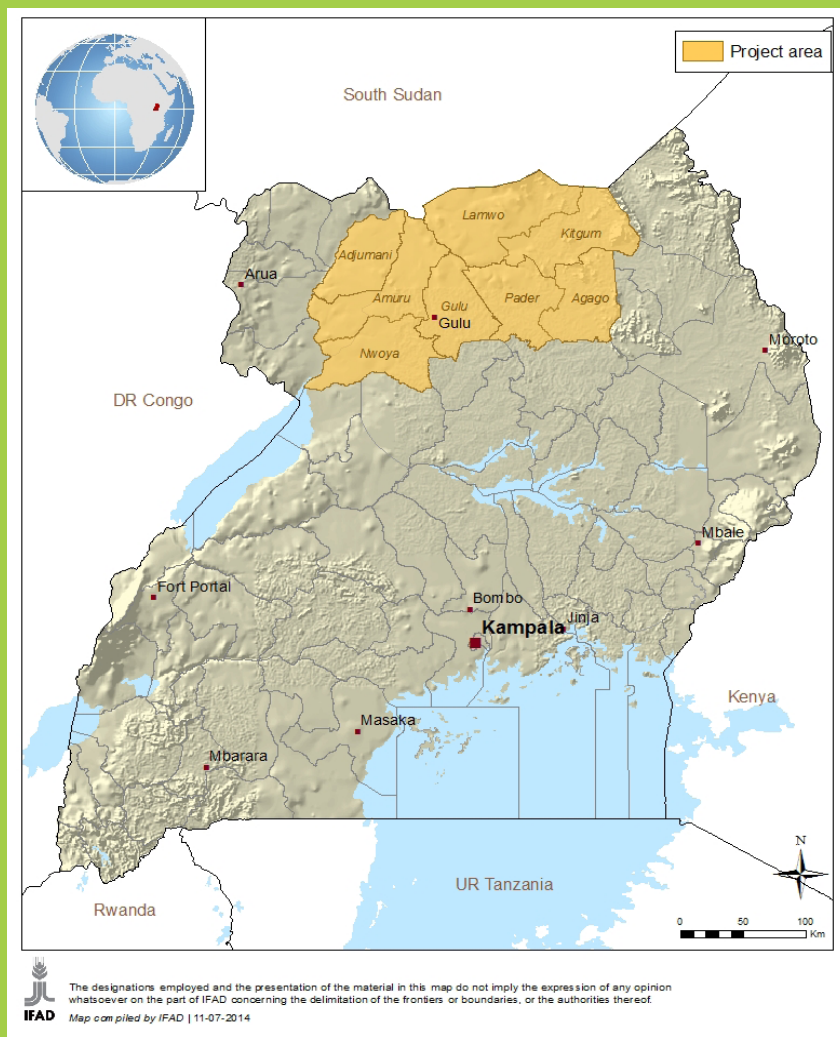 Project area
South Sudan
Lamwo
Kitgum
Adjumani
Arua
Amuru
Gulu
Pader
Agago
Gulu
Moroto
Nwoya
DR Congo
Mbale
Fort Portal
Bombo
Jinja
Kampala
Kenya
Masaka
Mbarara
N
UR Tanzania
Rwanda
0 50 100
Km
The designations employed and the presentation of the material in this map do not imply the expression of any opinion
whatsoever on the part of IFAD concerning the delimitation of the frontiers or boundaries, or the authorities thereof.
IFAD
Map compiled by IFAD | 11-07-2014